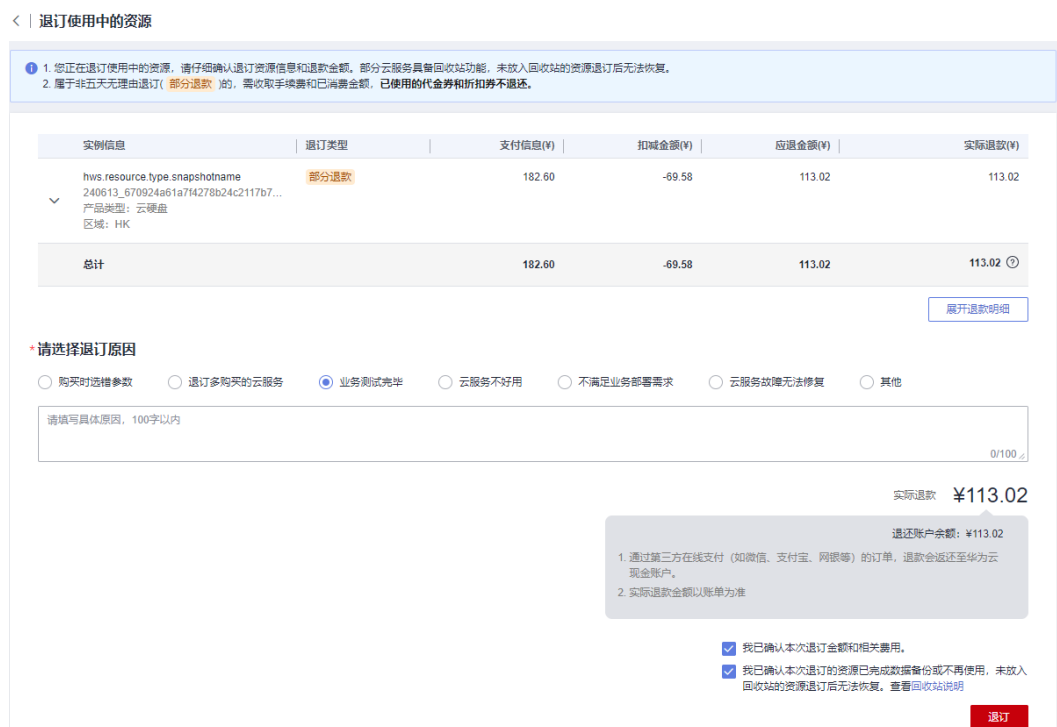 退订使用中的资源
1. 您正在退订使用中的资源，请仔细确认退订资源信息和退款金额。部分云服务具备回收站功能，未放入回收站的资源退订后无法恢复。
2. 属于非五天无理由退订( 部分退款 )的，需收取手续费和已消费金额，已使用的代金券和折扣券不退还。
实例信息 退订类型 支付信息(¥) 扣减金额(¥) 应退金额(¥) 实际退款(¥)
hws.resource.type.snapshotname 部分退款 182.60 -69.58 113.02 113.02
240613_670924a61a7f4278b24c2117b7...
产品类型：云硬盘
区域：HK
总计 182.60 -69.58 113.02 113.02 ?
展开退款明细
*请选择退订原因
购买时选错参数 退订多购买的云服务 业务测试完毕 云服务不好用 不满足业务部署需求 云服务故障无法修复 其他
请填写具体原因，100字以内
0/100
实际退款 ¥113.02
退还账户余额：¥113.02
1. 通过第三方在线支付（如微信、支付宝、网银等）的订单，退款会返还至华为云
现金账户。
2. 实际退款金额以账单为准
我已确认本次退订金额和相关费用。
我已确认本次退订的资源已完成数据备份或不再使用，未放入
回收站的资源退订后无法恢复。查看回收站说明
退订